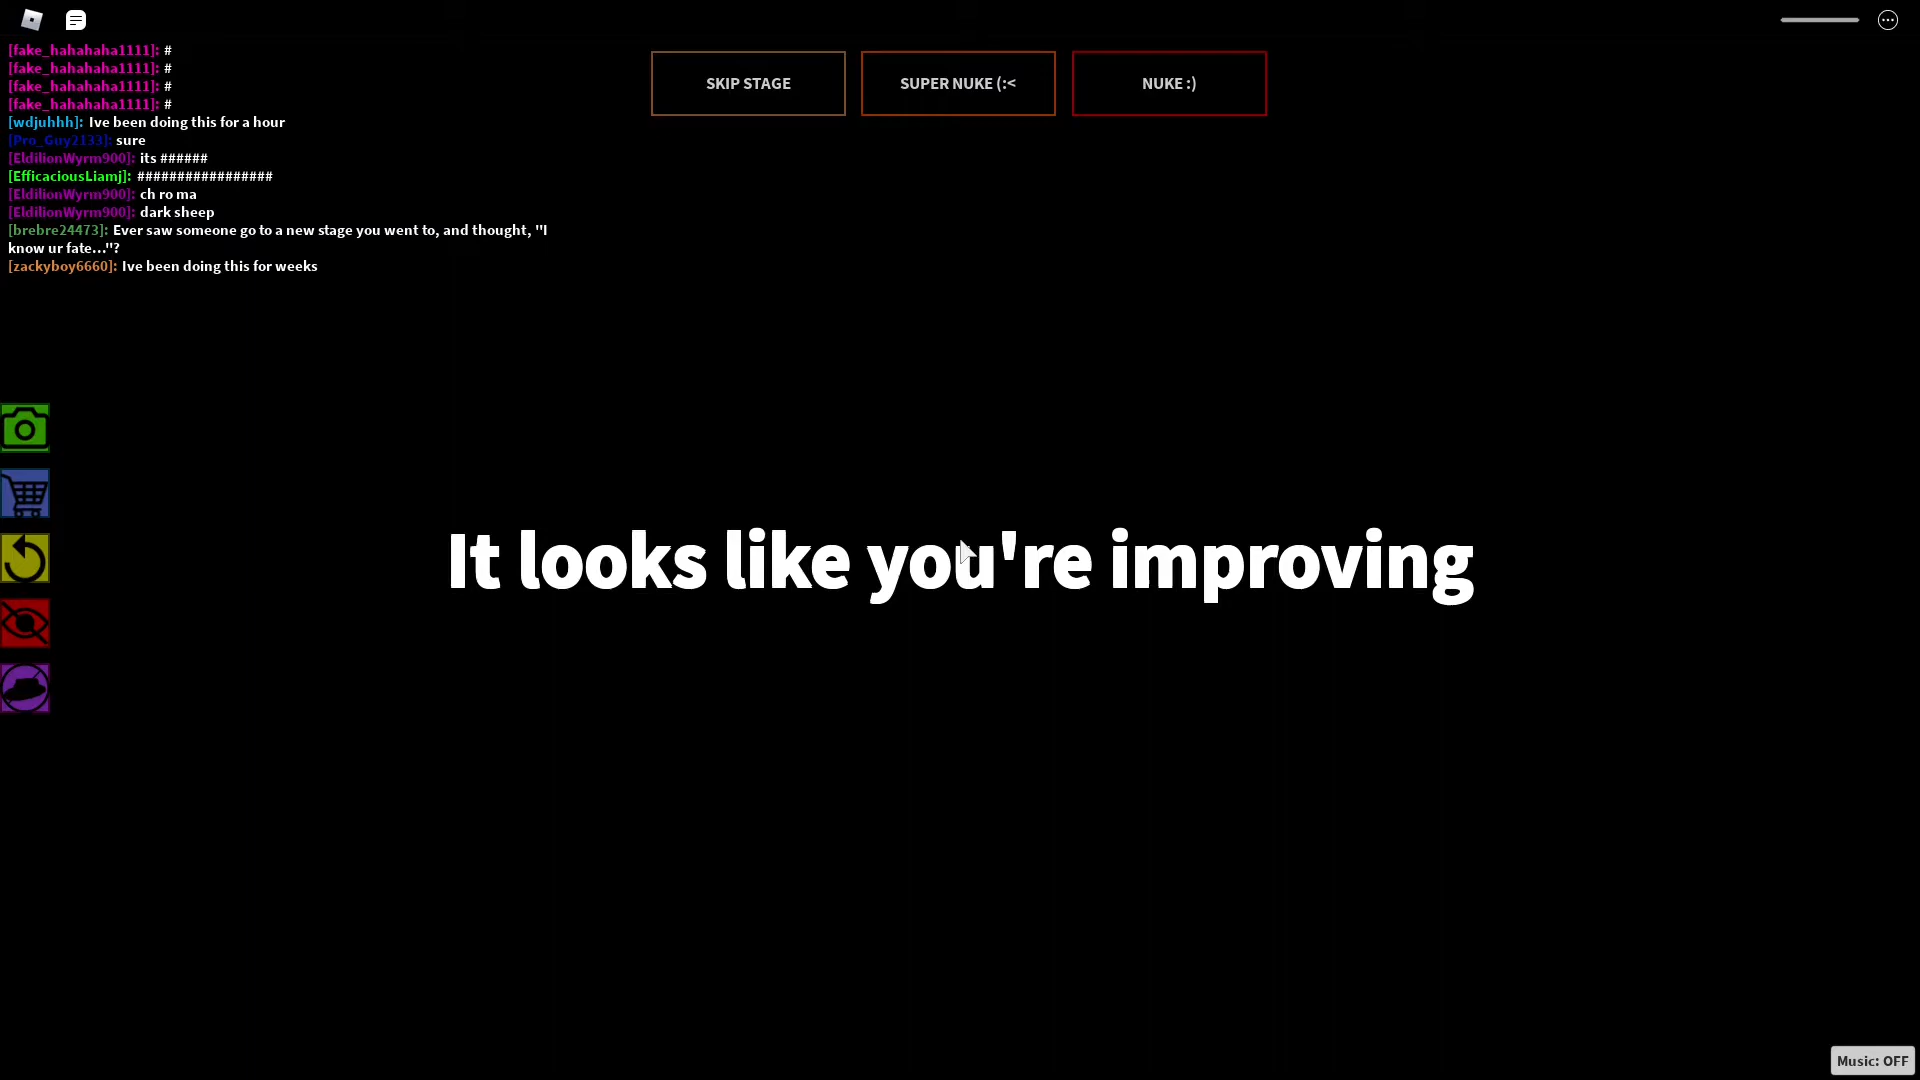 [fake_hahahaha1111]: #
[fake_hahahaha1111]: #
[fake_hahahaha1111]: #
[fake_hahahaha1111]: #
[wdjuhhh]: Ive been doing this for a hour
[Pro_Guy2133]: sure
[EldilionWyrm900]: its ######
[EfficaciousLiamj]: #################
[EldilionWyrm900]: ch ro ma
[EldilionWyrm900]: dark sheep
[brebre24473]: Ever saw someone go to a new stage you went to, and thought, "I
know ur fate..."?
[zackyboy6660]: Ive been doing this for weeks
SKIP STAGE
SUPER NUKE (:<
NUKE :)
It looks like you're improving
Music: OFF